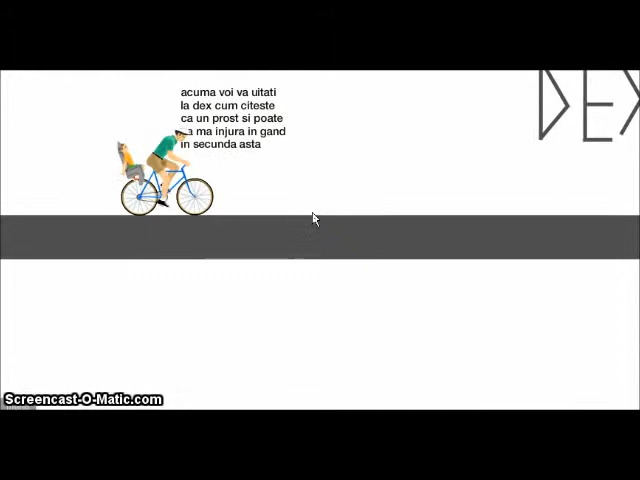 acuma voi va uitati
la dex cum citeste
ca un prost si poate
ma injura in gand
in secunda asta
DEX
Screencast-O-Matic.com